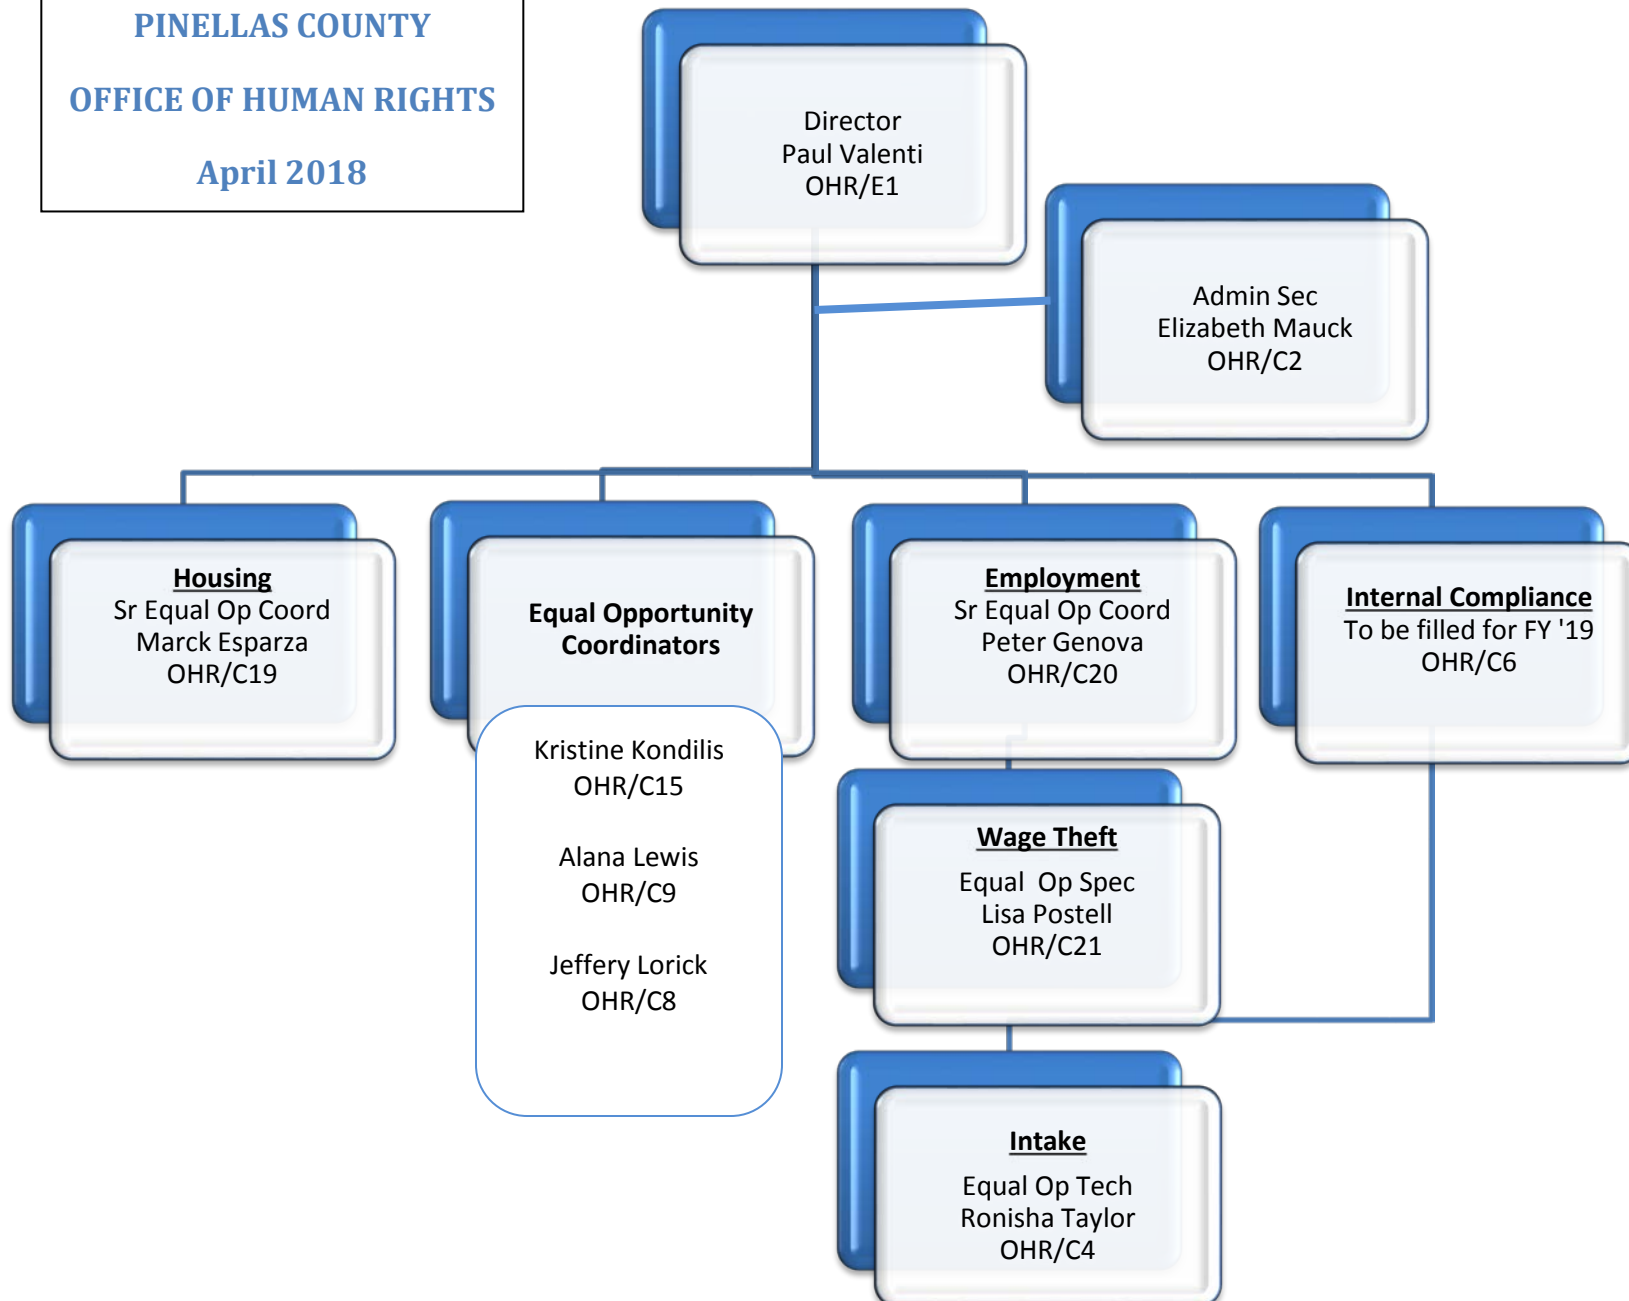 PINELLAS COUNTY
OFFICE OF HUMAN RIGHTS
April 2018
Director
Paul Valenti
OHR/E1
Admin Sec
Elizabeth Mauck
OHR/C2
Housing
Sr Equal Op Coord
Marck Esparza
OHR/C19
Equal Opportunity
Coordinators
Kristine Kondilis
OHR/C15
Alana Lewis
OHR/C9
Jeffery Lorick
OHR/C8
Employment
Sr Equal Op Coord
Peter Genova
OHR/C20
Internal Compliance
To be filled for FY '19
OHR/C6
Wage Theft
Equal  Op Spec
Lisa Postell
OHR/C21
Intake
Equal Op Tech
Ronisha Taylor
OHR/C4